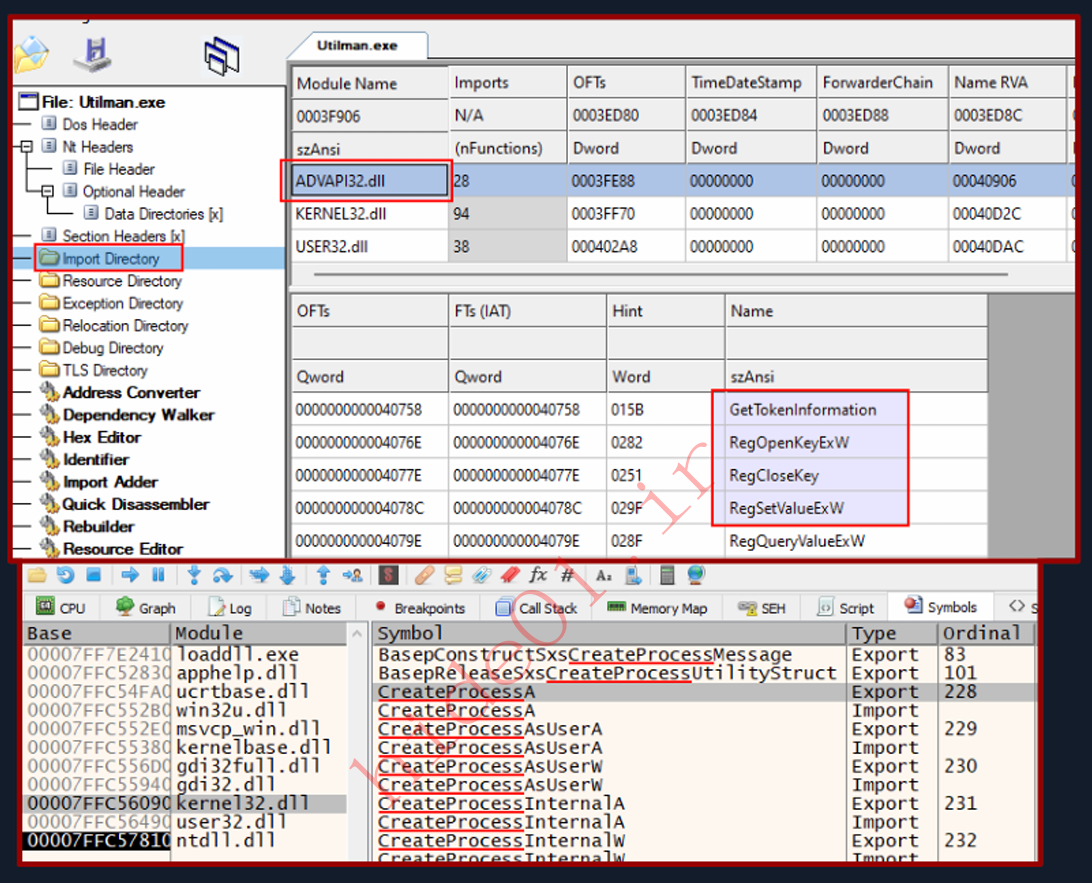 Utilman.exe
File: Utilman.exe
Dos Header
Nt Headers
File Header
Optional Header
Data Directories [x]
Section Headers [x]
Import Directory
Resource Directory
Exception Directory
Relocation Directory
Debug Directory
TLS Directory
Address Converter
Dependency Walker
Hex Editor
Identifier
Import Adder
Quick Disassembler
Rebuilder
Resource Editor
Module Name Imports OFTs TimeDateStamp ForwarderChain Name RVA
0003F906 N/A 0003ED80 0003ED84 0003ED88 0003ED8C
szAnsi (nFunctions) Dword Dword Dword Dword
ADVAPI32.dll 28 0003FE88 00000000 00000000 00040906
KERNEL32.dll 94 0003FF70 00000000 00000000 00040D2C
USER32.dll 38 000402A8 00000000 00000000 00040DAC
OFTs FTs (IAT) Hint Name
Qword Qword Word szAnsi
0000000000040758 0000000000040758 015B GetTokenInformation
000000000004076E 000000000004076E 0282 RegOpenKeyExW
000000000004077E 000000000004077E 0251 RegCloseKey
000000000004078C 000000000004078C 029F RegSetValueExW
000000000004079E 000000000004079E 028F RegQueryValueExW
CPU Graph Log Notes Breakpoints Call Stack Memory Map SEH Script Symbols
Base Module Symbol Type Ordinal
00007FF7E2410 loaddll.exe BasepConstructSxsCreateProcessMessage Export 83
00007FFC52830 apphelp.dll BasepReleaseSxsCreateProcessUtilityStruct Export 101
00007FFC54FA0 ucrtbase.dll CreateProcessA Export 228
00007FFC552B0 win32u.dll CreateProcessA Import
00007FFC552E0 msvcp_win.dll CreateProcessAsUserA Export 229
00007FFC55380 kernelbase.dll CreateProcessAsUserA Import
00007FFC556D0 gdi32full.dll CreateProcessAsUserW Export 230
00007FFC55940 gdi32.dll CreateProcessAsUserW Import
00007FFC56090 kernel32.dll CreateProcessInternalA Export 231
00007FFC56490 user32.dll CreateProcessInternalA Import
00007FFC57810 ntdll.dll CreateProcessInternalW Export 232
CreateProcessInternalW Import
hide01.ir